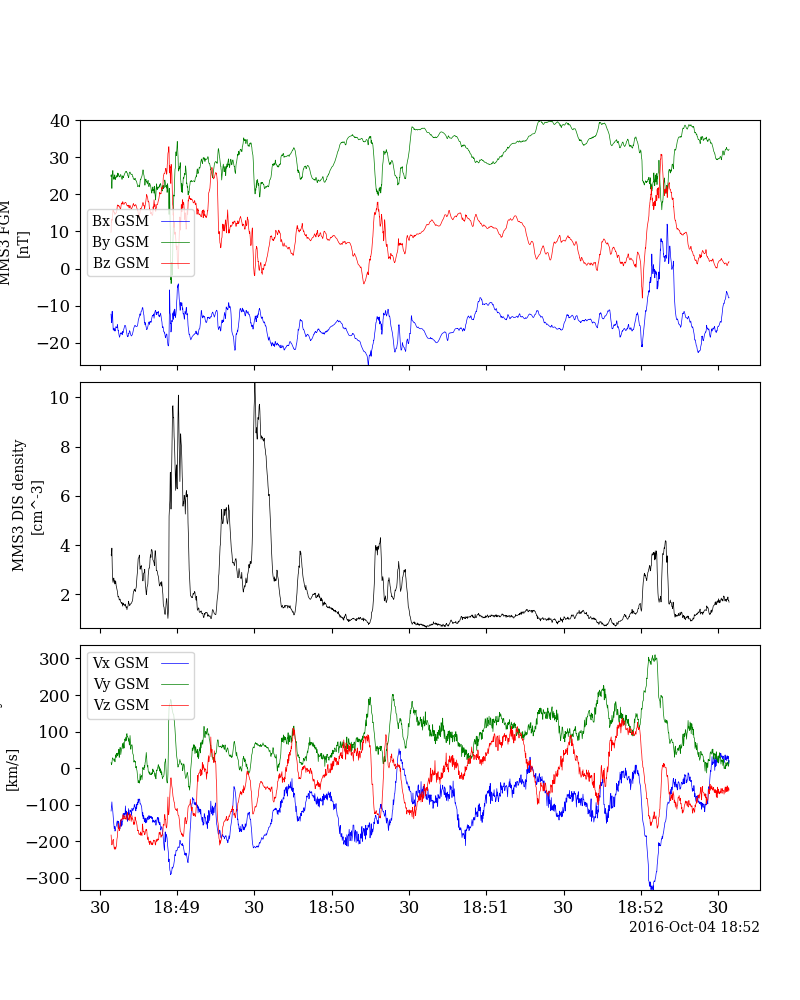 40
30
20
10
0
−10
−20
MMS3 FGM
[nT]
Bx GSM
By GSM
Bz GSM
10
8
6
4
2
MMS3 DIS density
[cm^-3]
300
200
100
0
−100
−200
−300
[km/s]
Vx GSM
Vy GSM
Vz GSM
30 18:49 30 18:50 30 18:51 30 18:52 30
2016-Oct-04 18:52